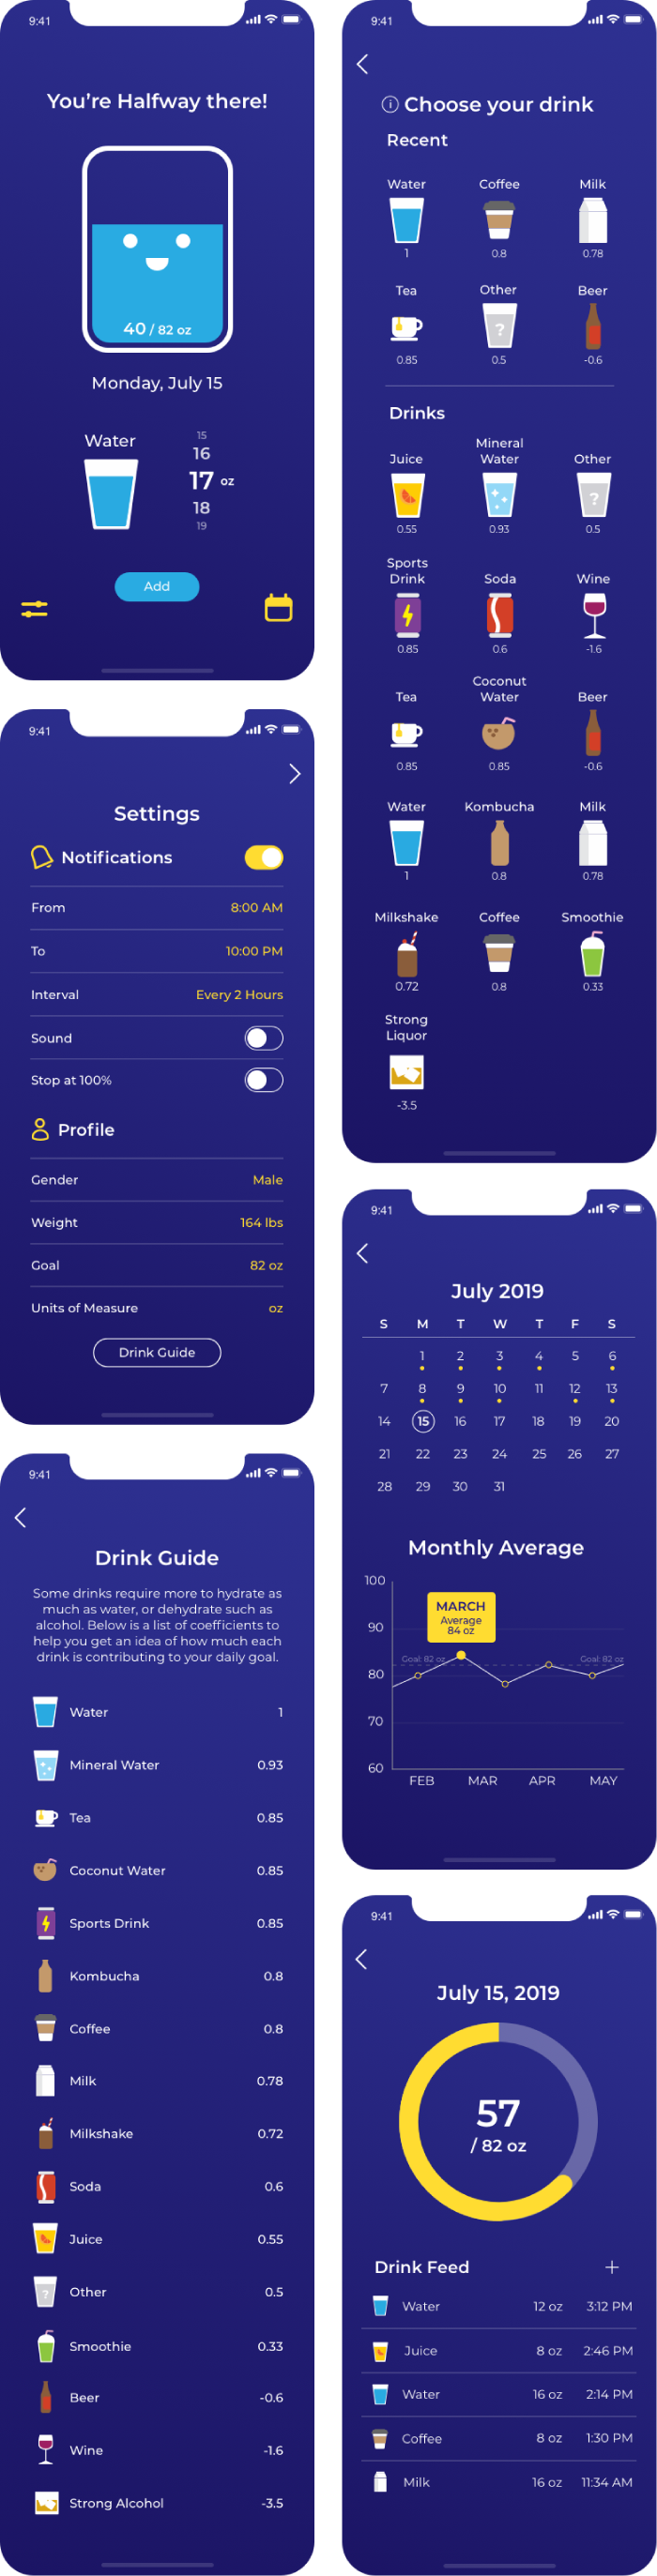 9:41
You're Halfway there!
40 / 82 oz
Monday, July 15
Water
15
16
17 oz
18
19
Add
9:41
Settings
Notifications
From 8:00 AM
To 10:00 PM
Interval Every 2 Hours
Sound
Stop at 100%
Profile
Gender Male
Weight 164 lbs
Goal 82 oz
Units of Measure oz
Drink Guide
9:41
Drink Guide
Some drinks require more to hydrate as
much as water, or dehydrate such as
alcohol. Below is a list of coefficients to
help you get an idea of how much each
drink is contributing to your daily goal.
Water 1
Mineral Water 0.93
Tea 0.85
Coconut Water 0.85
Sports Drink 0.85
Kombucha 0.8
Coffee 0.8
Milk 0.78
Milkshake 0.72
Soda 0.6
Juice 0.55
? Other 0.5
Smoothie 0.33
Beer -0.6
Wine -1.6
Strong Alcohol -3.5
9:41
i Choose your drink
Recent
Water Coffee Milk
1 0.8 0.78
Tea Other Beer
?
0.85 0.5 -0.6
Drinks
Juice Mineral Water Other
?
0.55 0.93 0.5
Sports Drink Soda Wine
0.85 0.6 -1.6
Tea Coconut Water Beer
0.85 0.85 -0.6
Water Kombucha Milk
1 0.8 0.78
Milkshake Coffee Smoothie
0.72 0.8 0.33
Strong
Liquor
-3.5
9:41
July 2019
S M T W T F S
1 2 3 4 5 6
7 8 9 10 11 12 13
14 15 16 17 18 19 20
21 22 23 24 25 26 27
28 29 30 31
Monthly Average
100
MARCH
Average
84 oz
90
Goal: 82 oz Goal: 82 oz
80
70
60
FEB MAR APR MAY
9:41
July 15, 2019
57
/ 82 oz
Drink Feed +
Water 12 oz 3:12 PM
Juice 8 oz 2:46 PM
Water 16 oz 2:14 PM
Coffee 8 oz 1:30 PM
Milk 16 oz 11:34 AM